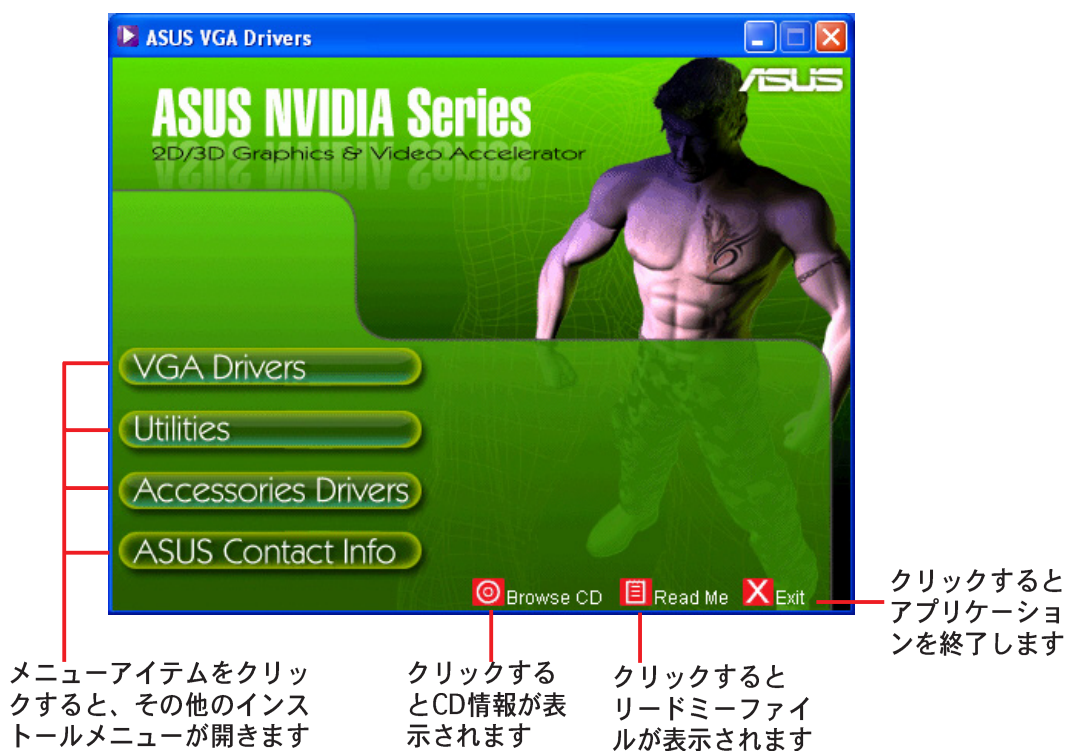 ASUS VGA Drivers
ASUS
ASUS NVIDIA Series
2D/3D Graphics & Video Accelerator
VGA Drivers
Utilities
Accessories Drivers
ASUS Contact Info
Browse CD
Read Me
Exit
クリックすると
アプリケーショ
ンを終了します
メニューアイテムをクリッ
クすると、その他のインス
トールメニューが開きます
クリックする
とCD情報が表
示されます
クリックすると
リードミーファイ
ルが表示されます